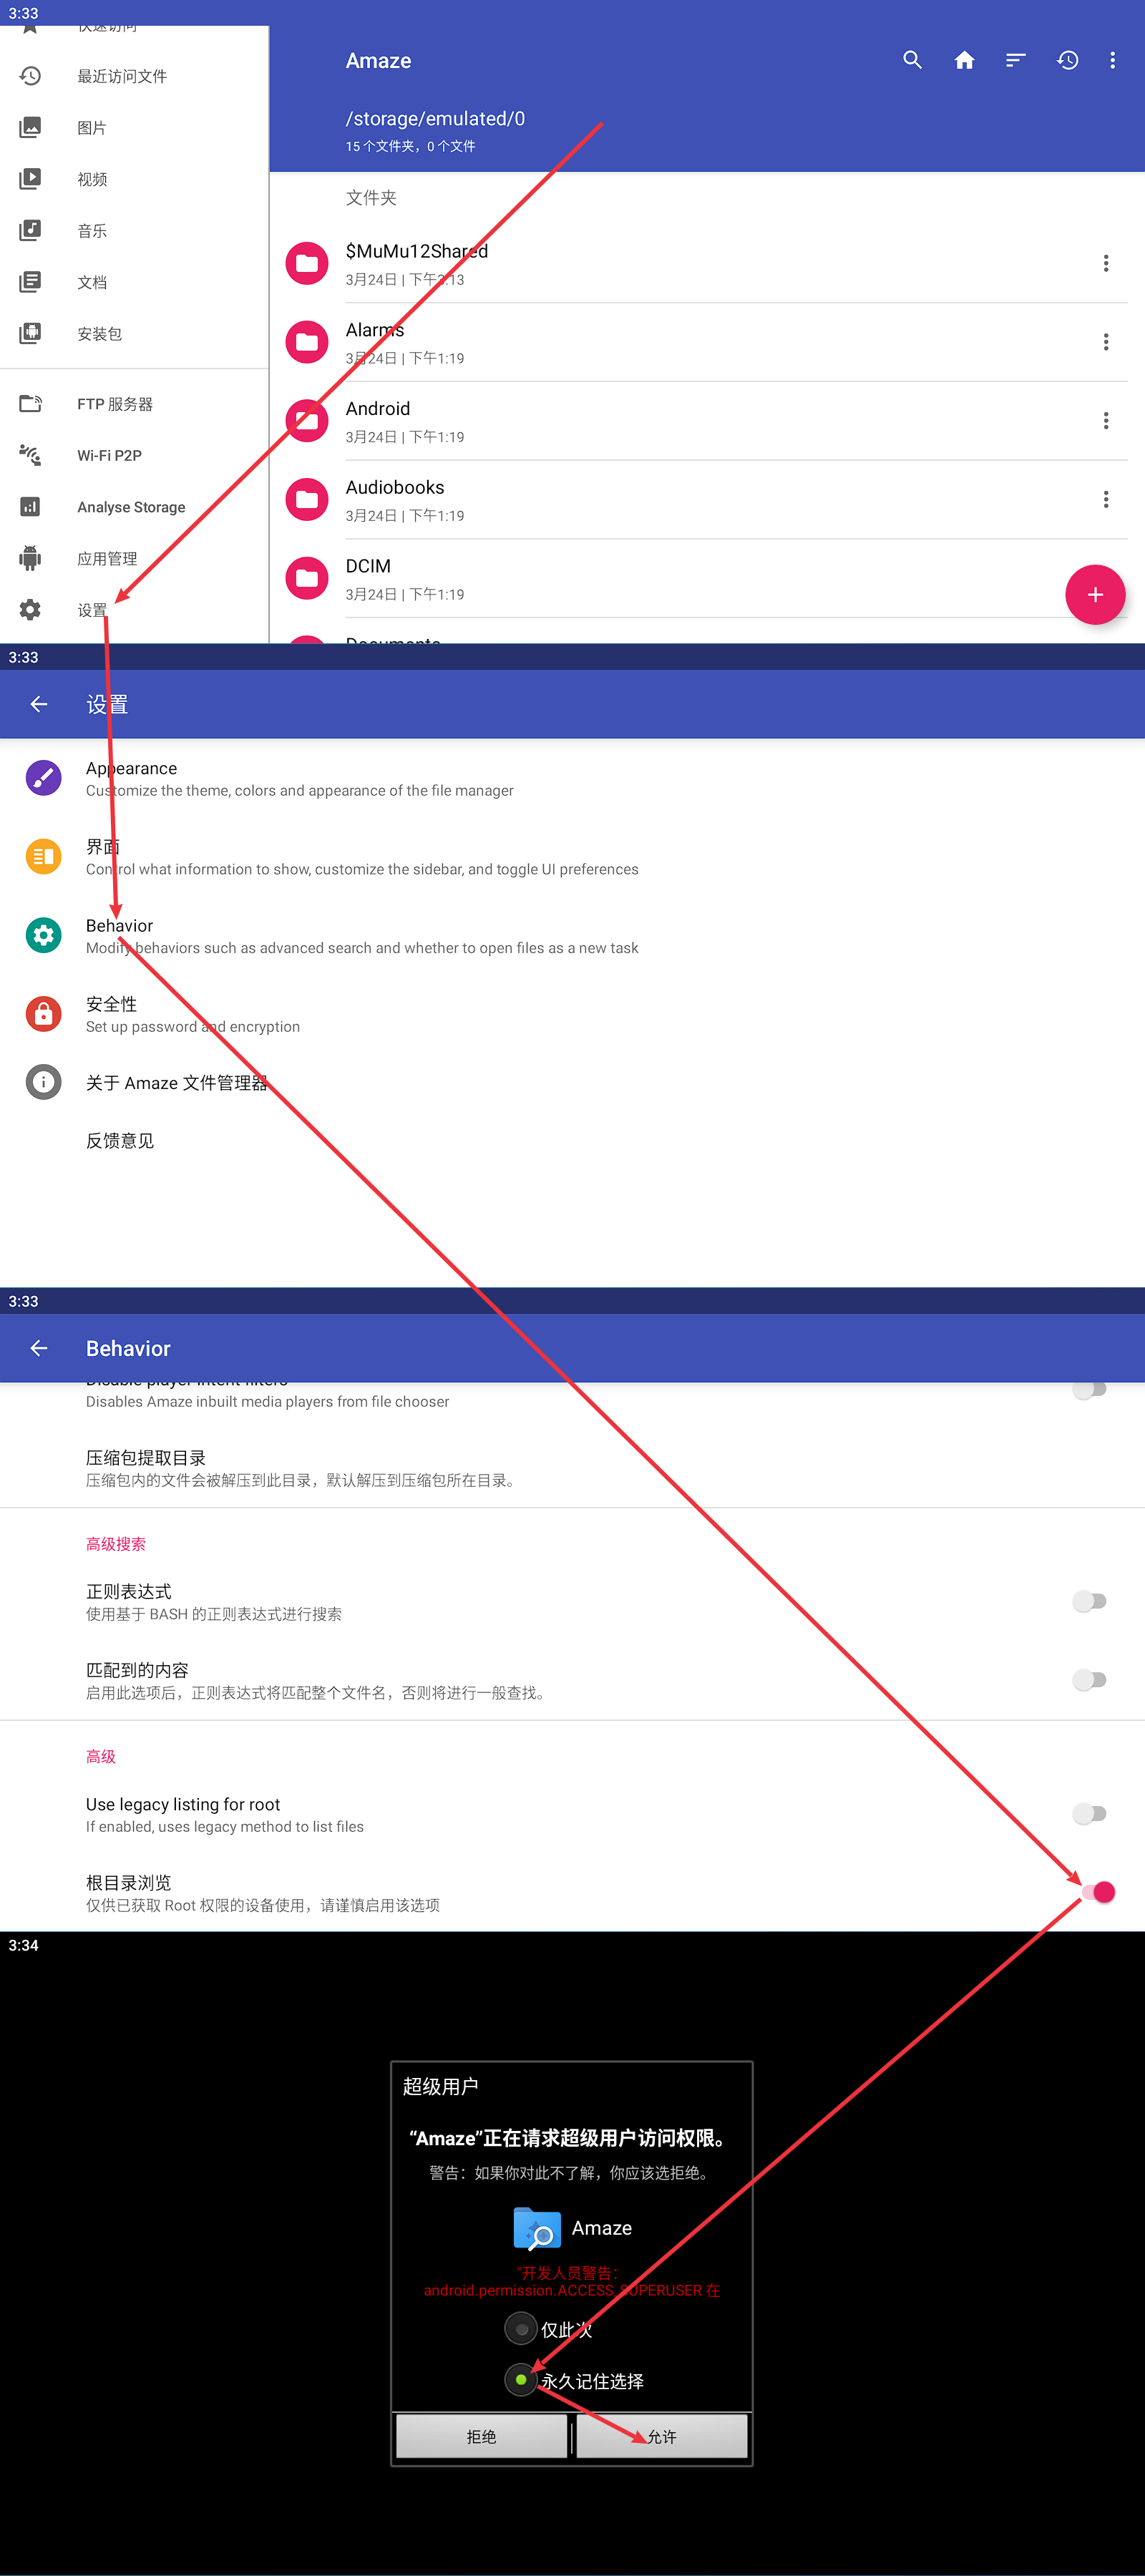 3:33
快速访问
最近访问文件
图片
视频
音乐
文档
安装包
FTP 服务器
Wi-Fi P2P
Analyse Storage
应用管理
设置
Amaze
/storage/emulated/0
15 个文件夹，0 个文件
文件夹
$MuMu12Shared
3月24日 | 下午3:13
Alarms
3月24日 | 下午1:19
Android
3月24日 | 下午1:19
Audiobooks
3月24日 | 下午1:19
DCIM
3月24日 | 下午1:19
Documents
3:33
设置
Appearance
Customize the theme, colors and appearance of the file manager
界面
Control what information to show, customize the sidebar, and toggle UI preferences
Behavior
Modify behaviors such as advanced search and whether to open files as a new task
安全性
Set up password and encryption
关于 Amaze 文件管理器
反馈意见
3:33
Behavior
Disable player intent filters
Disables Amaze inbuilt media players from file chooser
压缩包提取目录
压缩包内的文件会被解压到此目录，默认解压到压缩包所在目录。
高级搜索
正则表达式
使用基于 BASH 的正则表达式进行搜索
匹配到的内容
启用此选项后，正则表达式将匹配整个文件名，否则将进行一般查找。
高级
Use legacy listing for root
If enabled, uses legacy method to list files
根目录浏览
仅供已获取 Root 权限的设备使用，请谨慎启用该选项
3:34
超级用户
“Amaze”正在请求超级用户访问权限。
警告：如果你对此不了解，你应该选拒绝。
Amaze
"开发人员警告：
android.permission.ACCESS_SUPERUSER 在
仅此次
永久记住选择
拒绝
允许